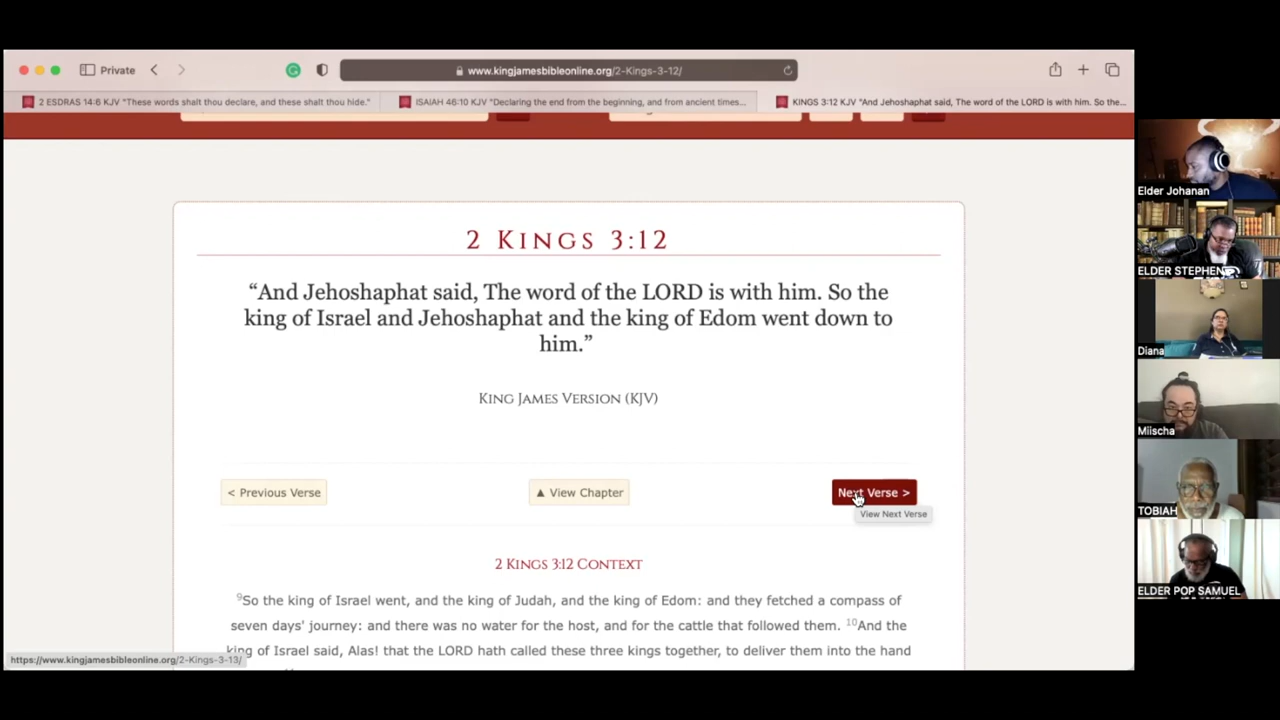 Private
www.kingjamesbibleonline.org/2-Kings-3-12/
2 ESDRAS 14:6 KJV "These words shalt thou declare, and these shalt thou hide."
ISAIAH 46:10 KJV "Declaring the end from the beginning, and from ancient times...
KINGS 3:12 KJV "And Jehoshaphat said, The word of the LORD is with him. So the...
2 Kings 3:12
“And Jehoshaphat said, The word of the LORD is with him. So the
king of Israel and Jehoshaphat and the king of Edom went down to
him.”
King James Version (KJV)
< Previous Verse
▲ View Chapter
Next Verse >
View Next Verse
2 Kings 3:12 Context
9So the king of Israel went, and the king of Judah, and the king of Edom: and they fetched a compass of
seven days' journey: and there was no water for the host, and for the cattle that followed them. 10And the
king of Israel said, Alas! that the LORD hath called these three kings together, to deliver them into the hand
https://www.kingjamesbibleonline.org/2-Kings-3-13/
Elder Johanan
ELDER STEPHEN
Diana
Miischa
TOBIAH
ELDER POP SAMUEL